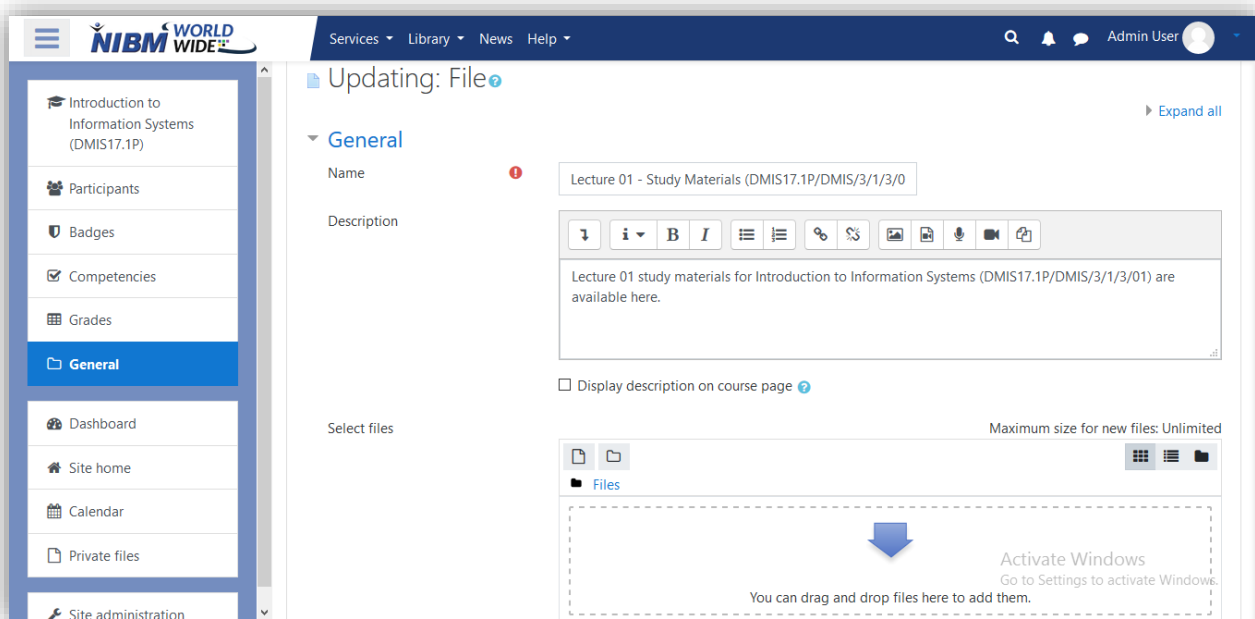 NIBM WORLD WIDE
Services Library News Help Admin User
Introduction to
Information Systems
(DMIS17.1P)
Participants
Badges
Competencies
Grades
General
Dashboard
Site home
Calendar
Private files
Site administration
Updating: File
Expand all
General
Name
Lecture 01 - Study Materials (DMIS17.1P/DMIS/3/1/3/0
Description
i B I
Lecture 01 study materials for Introduction to Information Systems (DMIS17.1P/DMIS/3/1/3/01) are
available here.
Display description on course page
Select files
Maximum size for new files: Unlimited
Files
You can drag and drop files here to add them.
Activate Windows
Go to Settings to activate Windows.